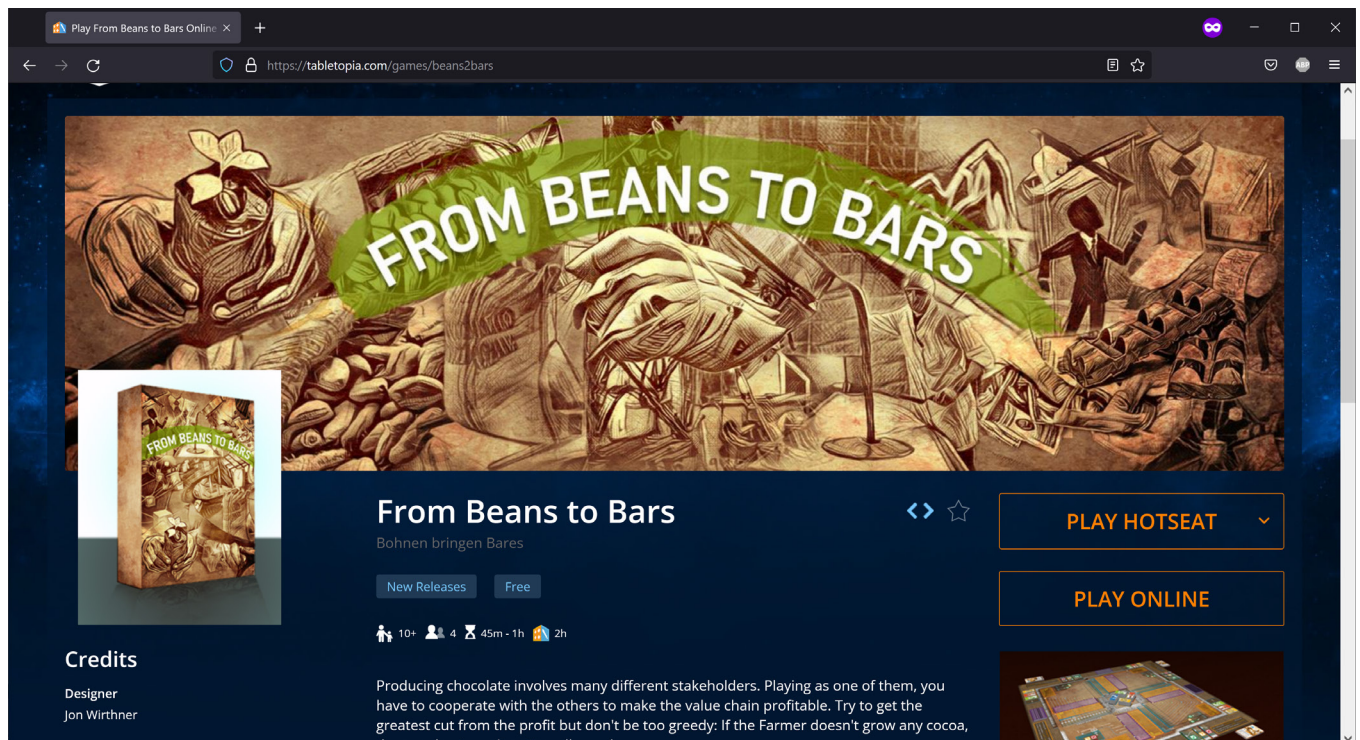 Play From Beans to Bars Online
https://tabletopia.com/games/beans2bars
ABP
FROM BEANS TO BARS
FROM BEANS TO BARS
From Beans to Bars
Bohnen bringen Bares
New Releases
Free
10+ 4 45m - 1h 2h
PLAY HOTSEAT
PLAY ONLINE
Credits
Designer
Jon Wirthner
Producing chocolate involves many different stakeholders. Playing as one of them, you
have to cooperate with the others to make the value chain profitable. Try to get the
greatest cut from the profit but don't be too greedy: If the Farmer doesn't grow any cocoa,